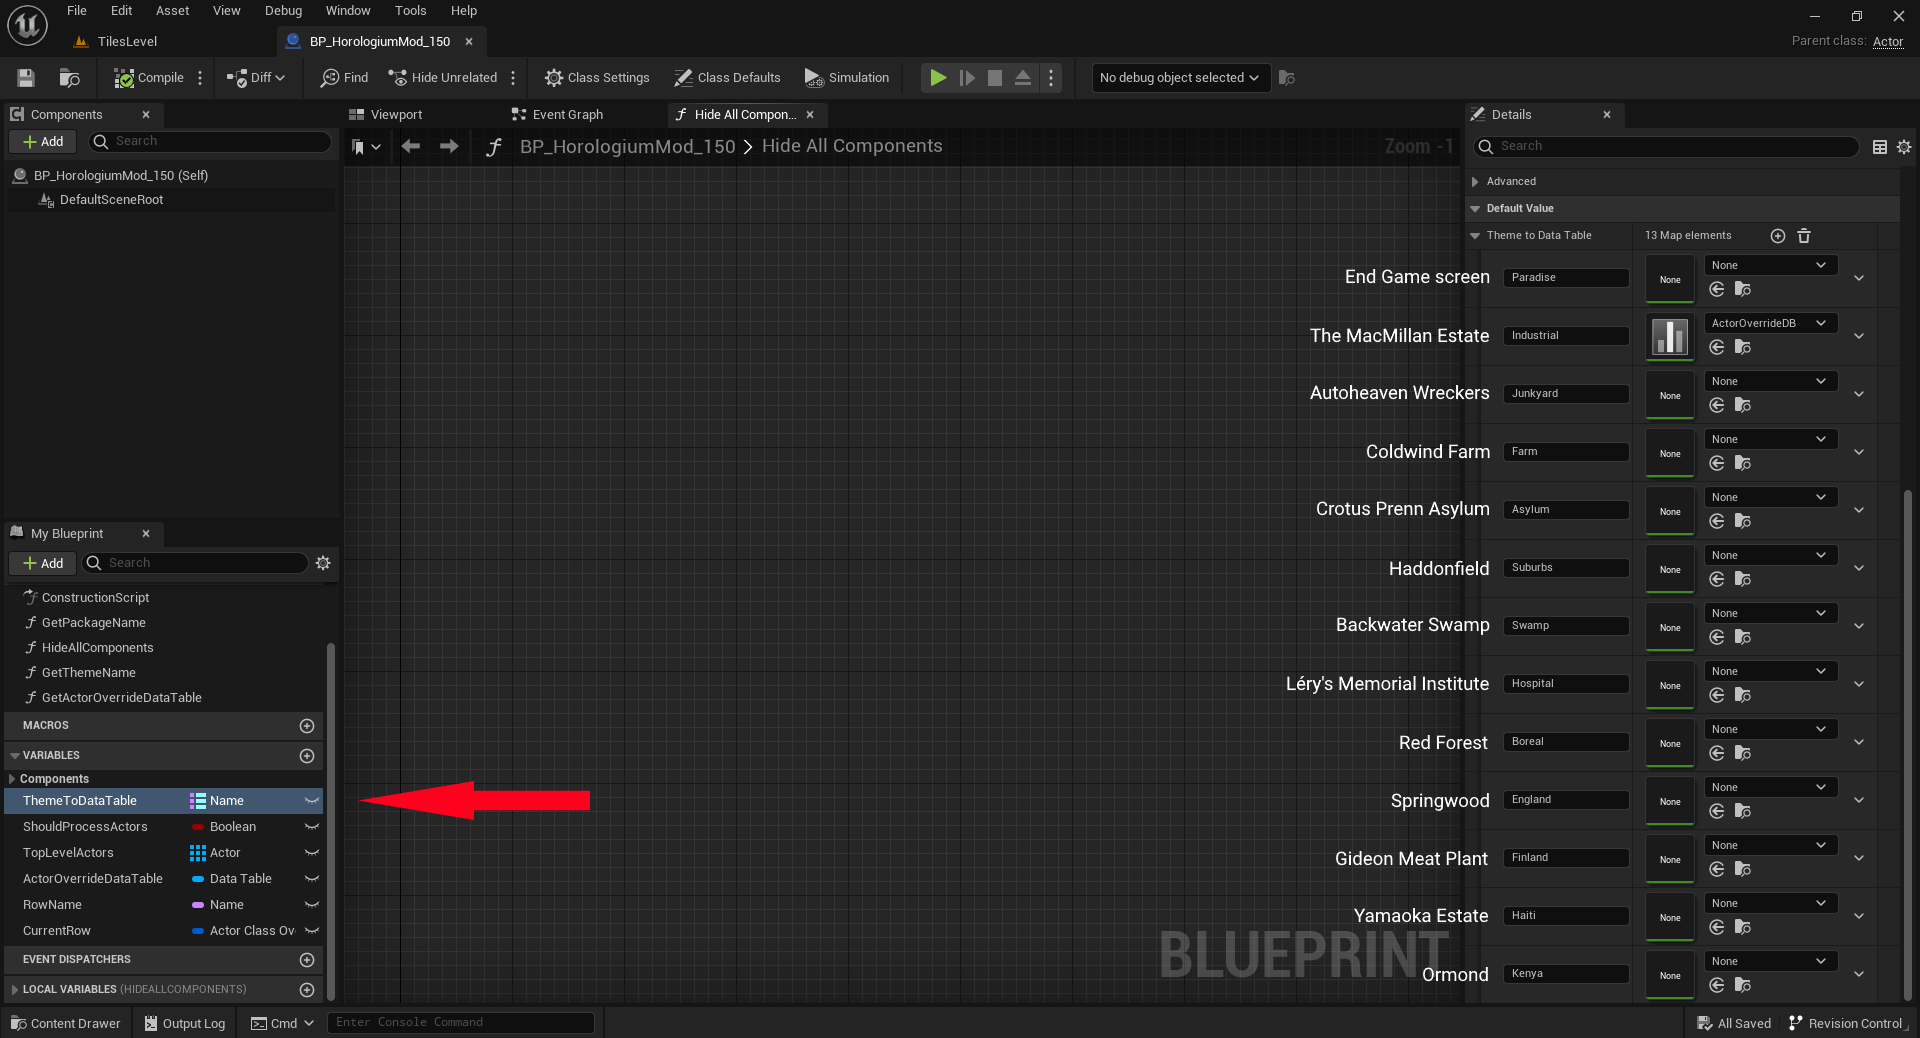 File Edit Asset View Debug Window Tools Help
TilesLevel
BP_HorologiumMod_150
Parent class: Actor
Compile
Diff
Find
Hide Unrelated
Class Settings
Class Defaults
Simulation
No debug object selected
Components
Add
Search
BP_HorologiumMod_150 (Self)
DefaultSceneRoot
My Blueprint
Add
Search
ConstructionScript
GetPackageName
HideAllComponents
GetThemeName
GetActorOverrideDataTable
MACROS
VARIABLES
Components
ThemeToDataTable Name
ShouldProcessActors Boolean
TopLevelActors Actor
ActorOverrideDataTable Data Table
RowName Name
CurrentRow Actor Class Ov
EVENT DISPATCHERS
LOCAL VARIABLES (HIDEALLCOMPONENTS)
Viewport
Event Graph
Hide All Compon...
BP_HorologiumMod_150 > Hide All Components
Zoom -1
BLUEPRINT
Details
Search
Advanced
Default Value
Theme to Data Table 13 Map elements
End Game screen Paradise None None
The MacMillan Estate Industrial ActorOverrideDB
Autoheaven Wreckers Junkyard None None
Coldwind Farm Farm None None
Crotus Prenn Asylum Asylum None None
Haddonfield Suburbs None None
Backwater Swamp Swamp None None
Léry's Memorial Institute Hospital None None
Red Forest Boreal None None
Springwood England None None
Gideon Meat Plant Finland None None
Yamaoka Estate Haiti None None
Ormond Kenya None None
Content Drawer
Output Log
Cmd
Enter Console Command
All Saved
Revision Control